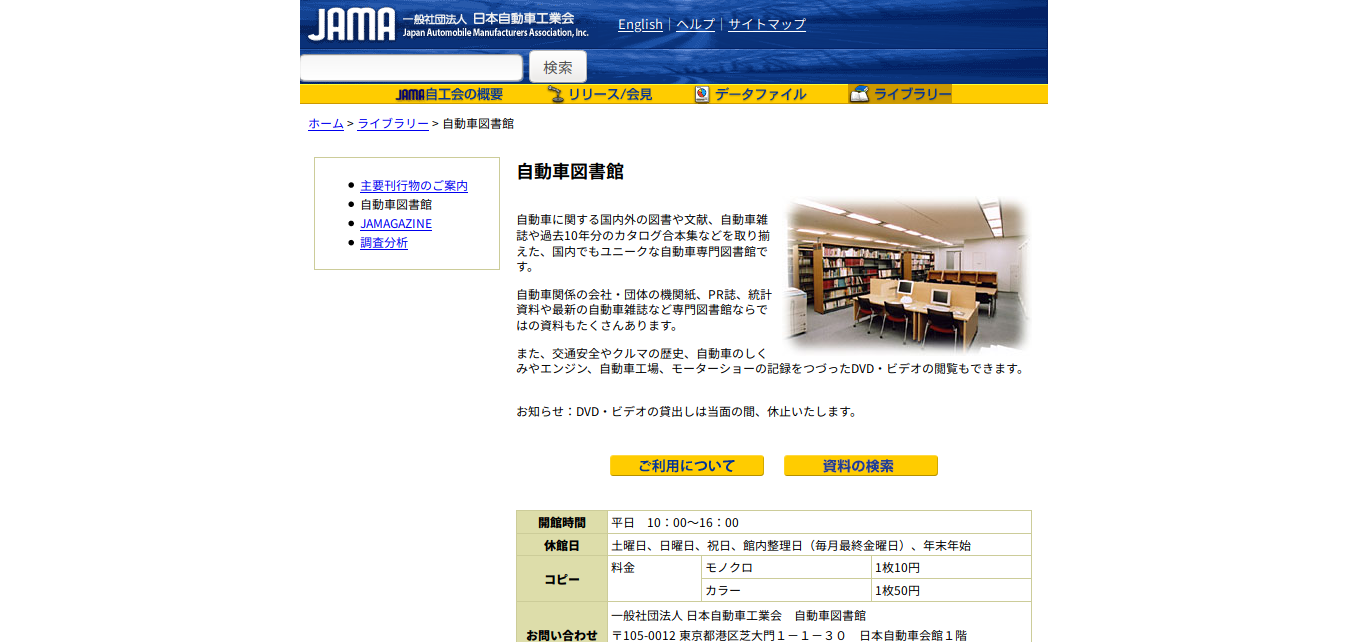 JAMA 一般社団法人 日本自動車工業会
Japan Automobile Manufacturers Association, Inc.
English | ヘルプ | サイトマップ
検索
JAMA自工会の概要 リリース/会見 データファイル ライブラリー
ホーム > ライブラリー > 自動車図書館
主要刊行物のご案内
自動車図書館
JAMAGAZINE
調査分析
自動車図書館
自動車に関する国内外の図書や文献、自動車雑
誌や過去10年分のカタログ合本集などを取り揃
えた、国内でもユニークな自動車専門図書館で
す。
自動車関係の会社・団体の機関紙、PR誌、統計
資料や最新の自動車雑誌など専門図書館ならで
はの資料もたくさんあります。
また、交通安全やクルマの歴史、自動車のしく
みやエンジン、自動車工場、モーターショーの記録をつづったDVD・ビデオの閲覧もできます。
お知らせ：DVD・ビデオの貸出しは当面の間、休止いたします。
ご利用について 資料の検索
開館時間 平日　10：00～16：00
休館日 土曜日、日曜日、祝日、館内整理日（毎月最終金曜日）、年末年始
コピー 料金 モノクロ 1枚10円
カラー 1枚50円
お問い合わせ 一般社団法人 日本自動車工業会　自動車図書館
〒105-0012 東京都港区芝大門１－１－３０　日本自動車会館１階